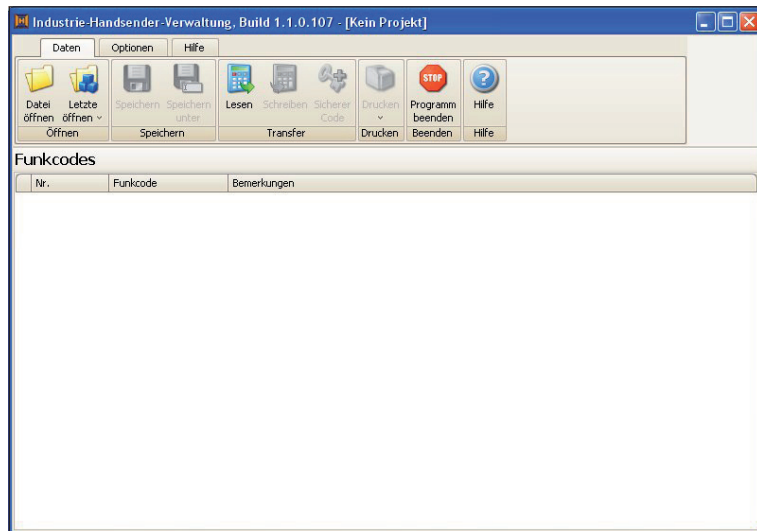 Industrie-Handsender-Verwaltung, Build 1.1.0.107 - [Kein Projekt]
Daten Optionen Hilfe
Datei öffnen Letzte öffnen Speichern Speichern unter Lesen Schreiben Sicherer Code Drucken STOP Programm beenden ? Hilfe
Öffnen Speichern Transfer Drucken Beenden Hilfe
Funkcodes
Nr. Funkcode Bemerkungen